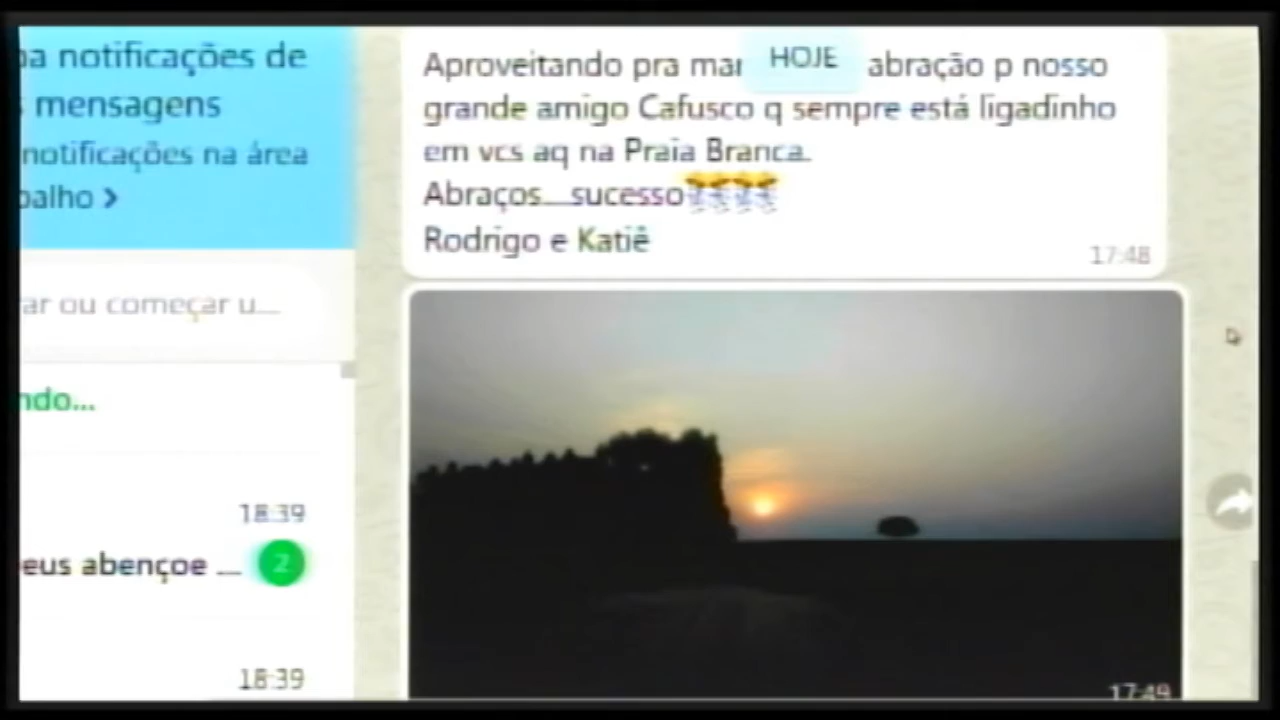 notificações de
mensagens
notificações na área
ar ou começar u...
ndo...
18:39
eus abençoe ...
2
18:39
HOJE
Aproveitando pra mar abração p nosso
grande amigo Cafusco q sempre está ligadinho
em vcs aq na Praia Branca.
Abraços....sucesso
Rodrigo e Katiê
17:48
17:49